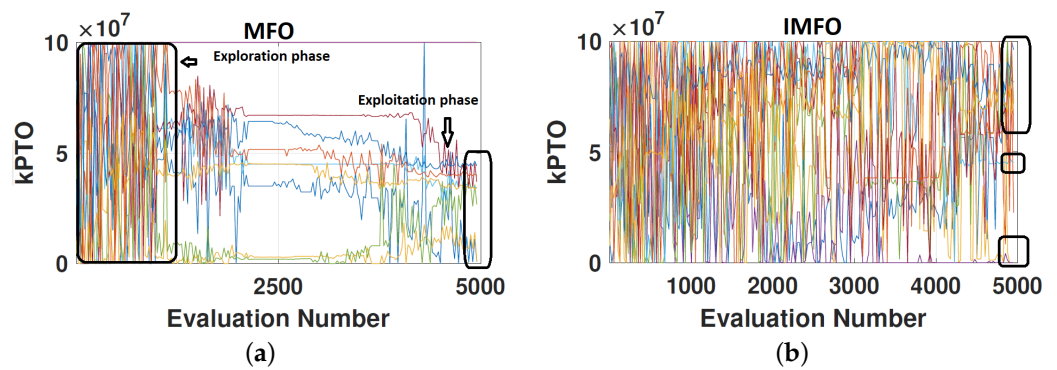 MFO
×10⁷
10
5
0
kPTO
Exploration phase
Exploitation phase
2500
5000
Evaluation Number
(a)
IMFO
×10⁷
10
5
0
kPTO
1000
2000
3000
4000
5000
Evaluation Number
(b)